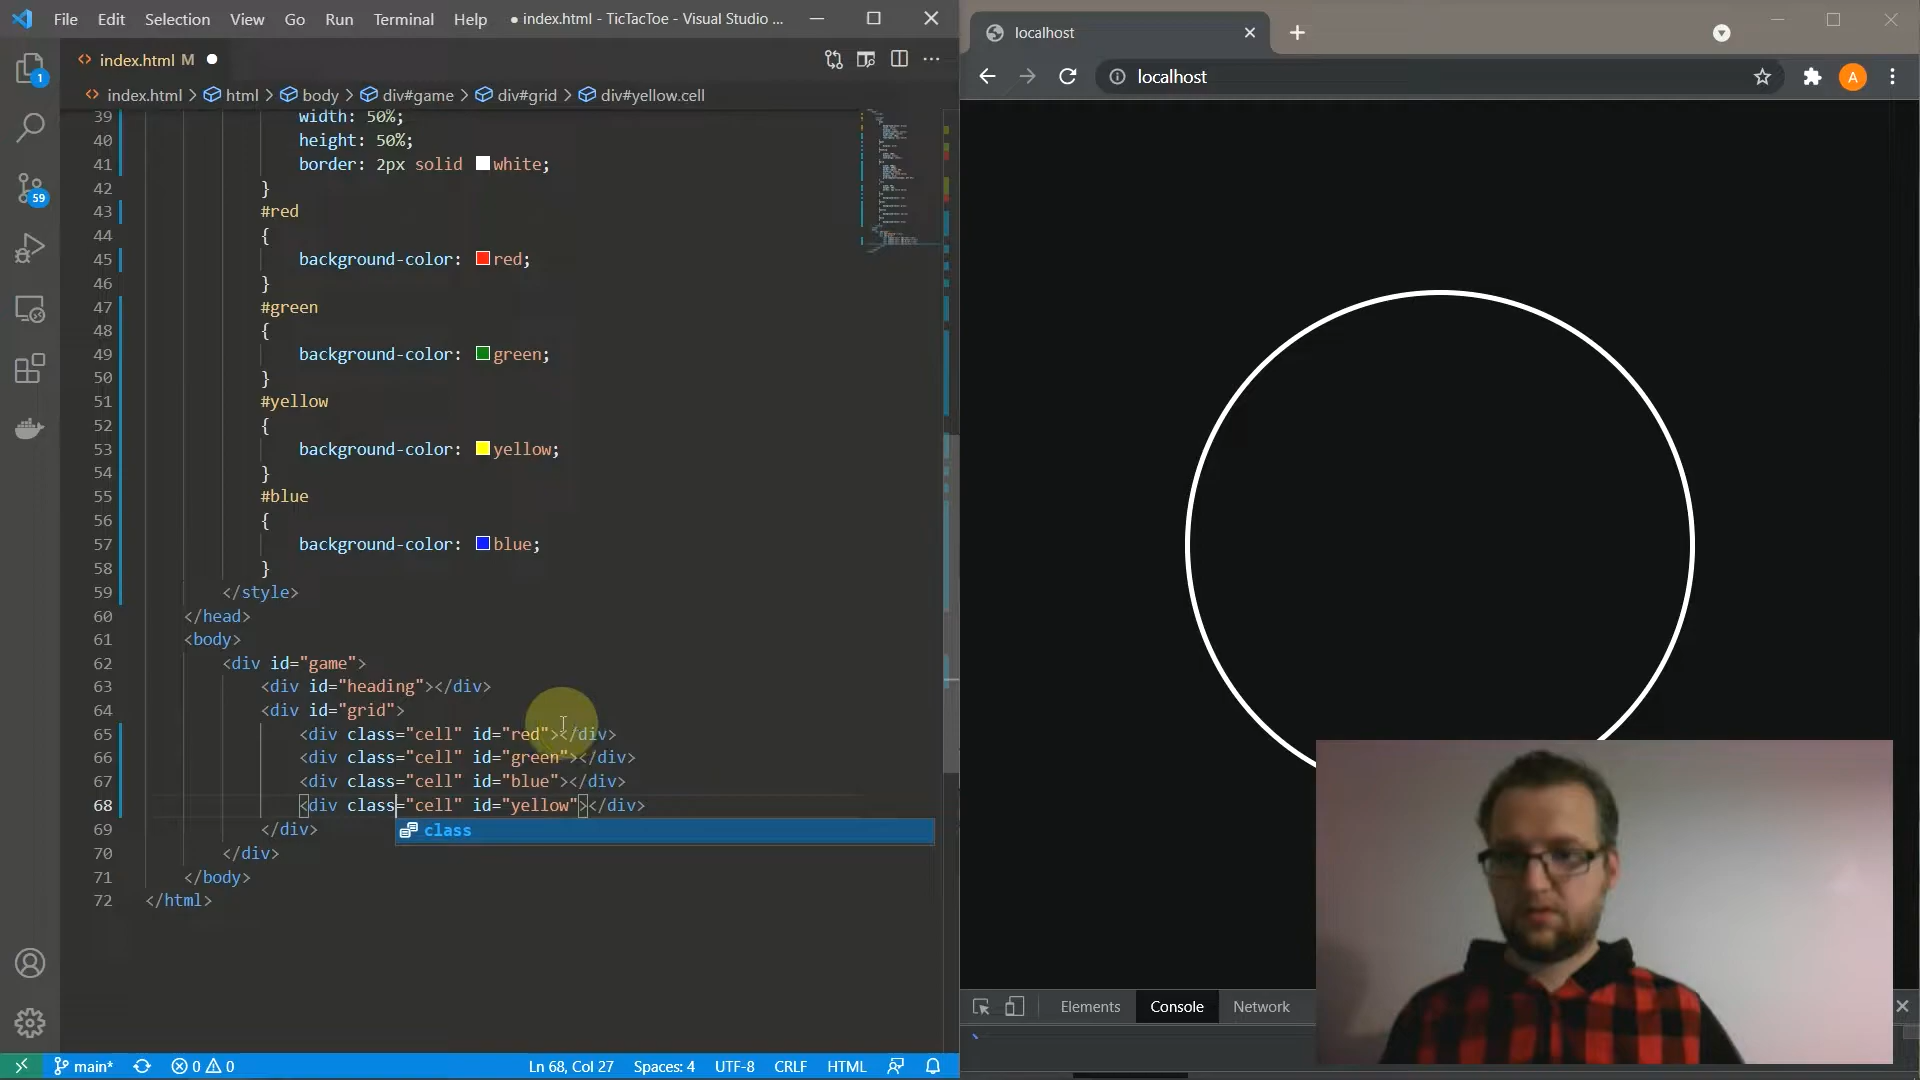 File Edit Selection View Go Run Terminal Help ● index.html - TicTacToe - Visual Studio ...
index.html M
index.html > html > body > div#game > div#grid > div#yellow.cell
39 width: 50%;
40 height: 50%;
41 border: 2px solid white;
42 }
43 #red
44 {
45 background-color: red;
46 }
47 #green
48 {
49 background-color: green;
50 }
51 #yellow
52 {
53 background-color: yellow;
54 }
55 #blue
56 {
57 background-color: blue;
58 }
59 </style>
60 </head>
61 <body>
62 <div id="game">
63 <div id="heading"></div>
64 <div id="grid">
65 <div class="cell" id="red"></div>
66 <div class="cell" id="green"></div>
67 <div class="cell" id="blue"></div>
68 <div class="cell" id="yellow"></div>
class
69 </div>
70 </div>
71 </body>
72 </html>
1
59
main* 0 0 Ln 68, Col 27 Spaces: 4 UTF-8 CRLF HTML
localhost
localhost A
Elements Console Network